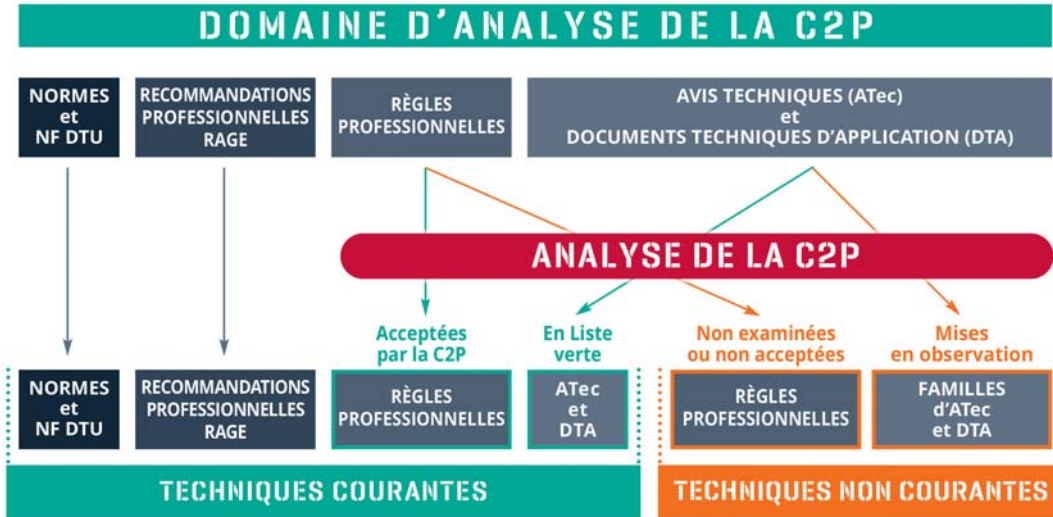 DOMAINE D'ANALYSE DE LA C2P
NORMES
et
NF DTU
RECOMMANDATIONS
PROFESSIONNELLES
RAGE
RÈGLES
PROFESSIONNELLES
AVIS TECHNIQUES (ATec)
et
DOCUMENTS TECHNIQUES D'APPLICATION (DTA)
ANALYSE DE LA C2P
Acceptées
par la C2P
En Liste
verte
Non examinées
ou non acceptées
Mises
en observation
NORMES
et
NF DTU
RECOMMANDATIONS
PROFESSIONNELLES
RAGE
RÈGLES
PROFESSIONNELLES
ATec
et
DTA
RÈGLES
PROFESSIONNELLES
FAMILLES
d'ATec
et DTA
TECHNIQUES COURANTES
TECHNIQUES NON COURANTES